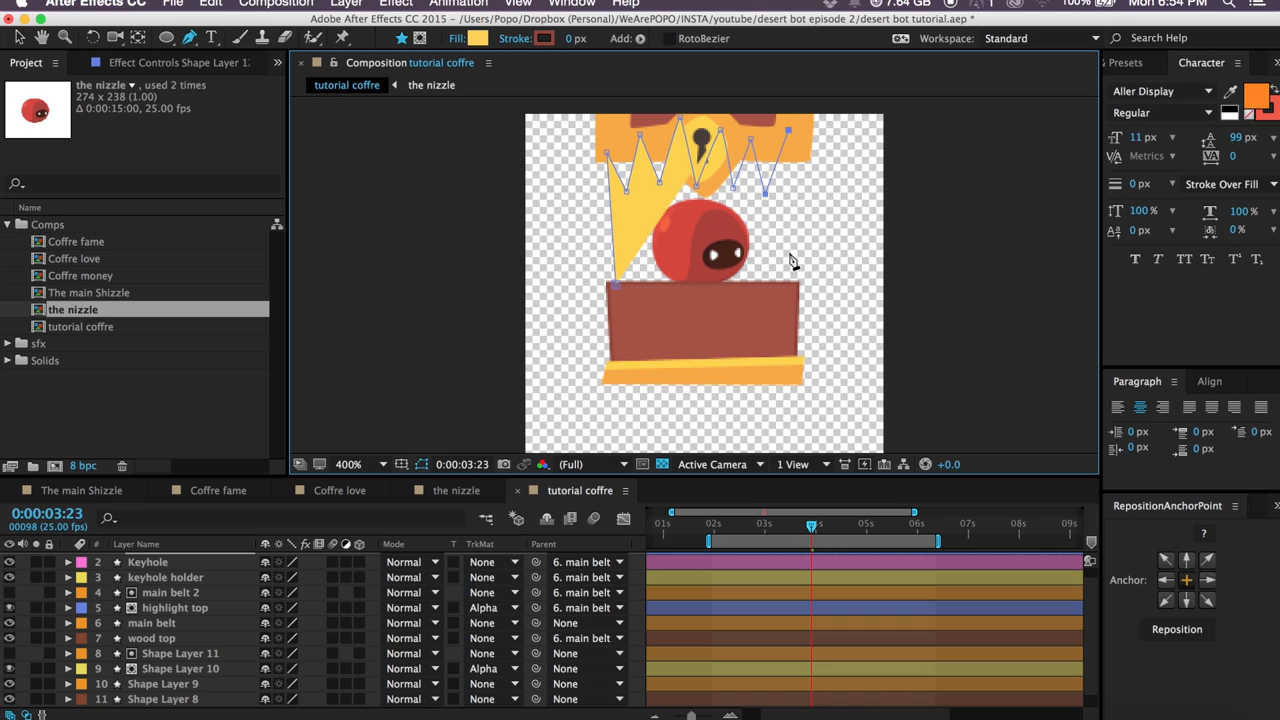 After Effects CC File Edit Composition Layer Effect Animation View Window Help 7.64 GB 1 100% Mon 6:54 PM
Adobe After Effects CC 2015 - /Users/Popo/Dropbox (Personal)/WeArePOPO/INSTA/youtube/desert bot episode 2/desert bot tutorial.aep *
Fill: Stroke: 0 px Add: RotoBezier Workspace: Standard Search Help
Project Effect Controls Shape Layer 1 Composition tutorial coffre Presets Character
the nizzle, used 2 times
274 x 238 (1.00)
Δ 0:00:15:00, 25.00 fps
tutorial coffre the nizzle
Aller Display
Regular
11 px 99 px
Metrics 0
0 px Stroke Over Fill
100 % 100 %
0 px 0 %
T T TT Tt T¹ T₁
Name
Comps
Coffre fame
Coffre love
Coffre money
The main Shizzle
the nizzle
tutorial coffre
sfx
Solids
8 bpc
400% 0:00:03:23 (Full) Active Camera 1 View +0.0
Paragraph Align
0 px 0 px 0 px
0 px 0 px
The main Shizzle Coffre fame Coffre love the nizzle tutorial coffre
0:00:03:23
00098 (25.00 fps)
01s 02s 03s 04s 05s 06s 07s 08s 09s
# Layer Name fx Mode T TrkMat Parent
2 Keyhole Normal None 6. main belt
3 keyhole holder Normal None 6. main belt
4 main belt 2 Normal None 6. main belt
5 highlight top Normal Alpha 6. main belt
6 main belt Normal None None
7 wood top Normal None 6. main belt
8 Shape Layer 11 Normal None None
9 Shape Layer 10 Normal Alpha None
10 Shape Layer 9 Normal None None
11 Shape Layer 8 Normal None None
RepositionAnchorPoint
?
Anchor:
Reposition